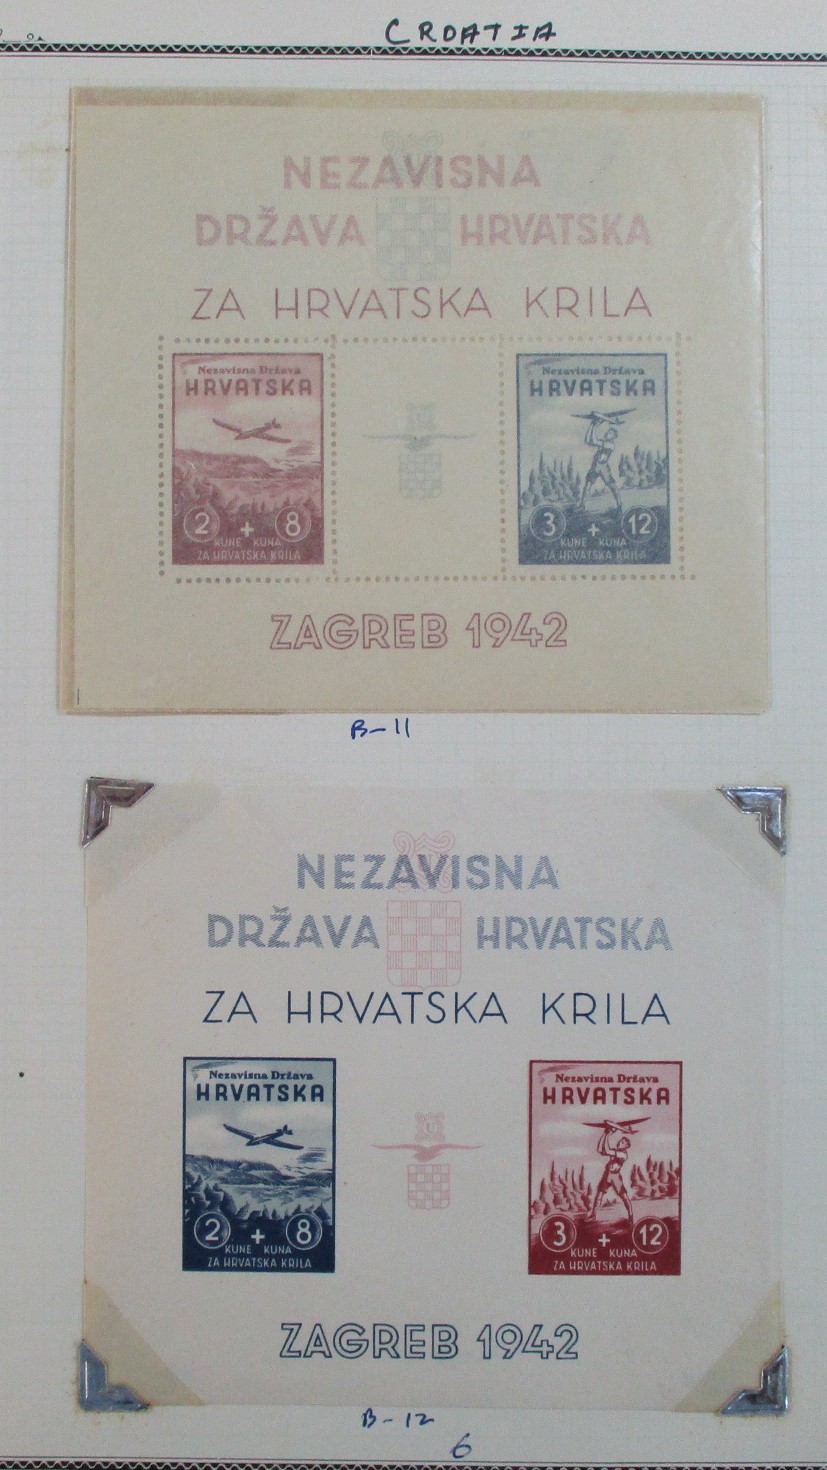 CROATIA
NEZAVISNA
DRŽAVA HRVATSKA
ZA HRVATSKA KRILA
Nezavisna Država
HRVATSKA
2 + 8
KUNE KUNA
ZA HRVATSKA KRILA
Nezavisna Država
HRVATSKA
3 + 12
KUNE KUNA
ZA HRVATSKA KRILA
ZAGREB 1942
B-11
NEZAVISNA
DRŽAVA HRVATSKA
ZA HRVATSKA KRILA
Nezavisna Država
HRVATSKA
2 + 8
KUNE KUNA
ZA HRVATSKA KRILA
Nezavisna Država
HRVATSKA
3 + 12
KUNE KUNA
ZA HRVATSKA KRILA
ZAGREB 1942
B-12
6